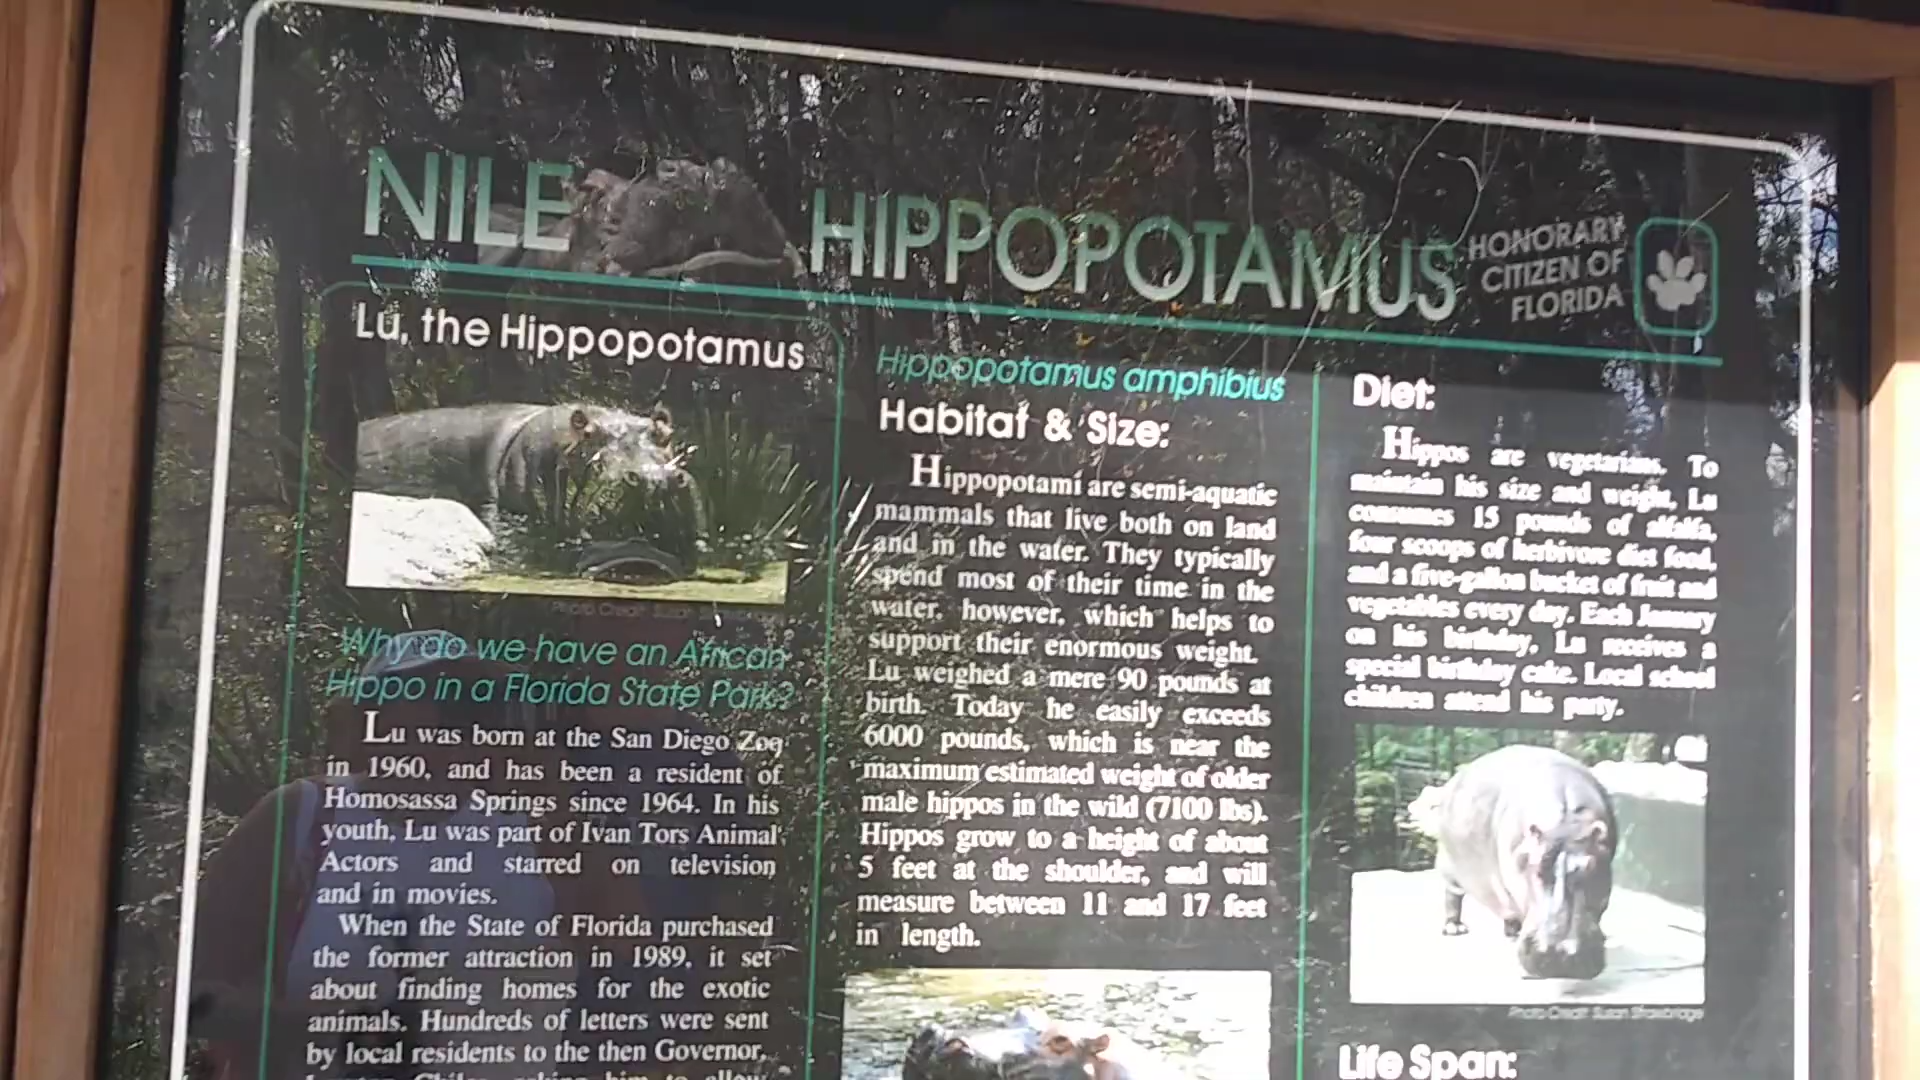 NILE HIPPOPOTAMUS
HONORARY
CITIZEN OF
FLORIDA
Lu, the Hippopotamus
Why do we have an African
Hippo in a Florida State Park?
Lu was born at the San Diego Zoo
in 1960, and has been a resident of
Homosassa Springs since 1964. In his
youth, Lu was part of Ivan Tors Animal
Actors and starred on television
and in movies.
When the State of Florida purchased
the former attraction in 1989, it set
about finding homes for the exotic
animals. Hundreds of letters were sent
by local residents to the then Governor,
Hippopotamus amphibius
Habitat & Size:
Hippopotami are semi-aquatic
mammals that live both on land
and in the water. They typically
spend most of their time in the
water, however, which helps to
support their enormous weight.
Lu weighed a mere 90 pounds at
birth. Today he easily exceeds
6000 pounds, which is near the
maximum estimated weight of older
male hippos in the wild (7100 lbs).
Hippos grow to a height of about
5 feet at the shoulder, and will
measure between 11 and 17 feet
in length.
Diet:
Hippos are vegetarians. To
maintain his size and weight, Lu
consumes 15 pounds of alfalfa,
four scoops of herbivore diet food,
and a five-gallon bucket of fruit and
vegetables every day. Each January
on his birthday, Lu receives a
special birthday cake. Local school
children attend his party.
Photo Credit: Susan Strawbridge
Life Span: